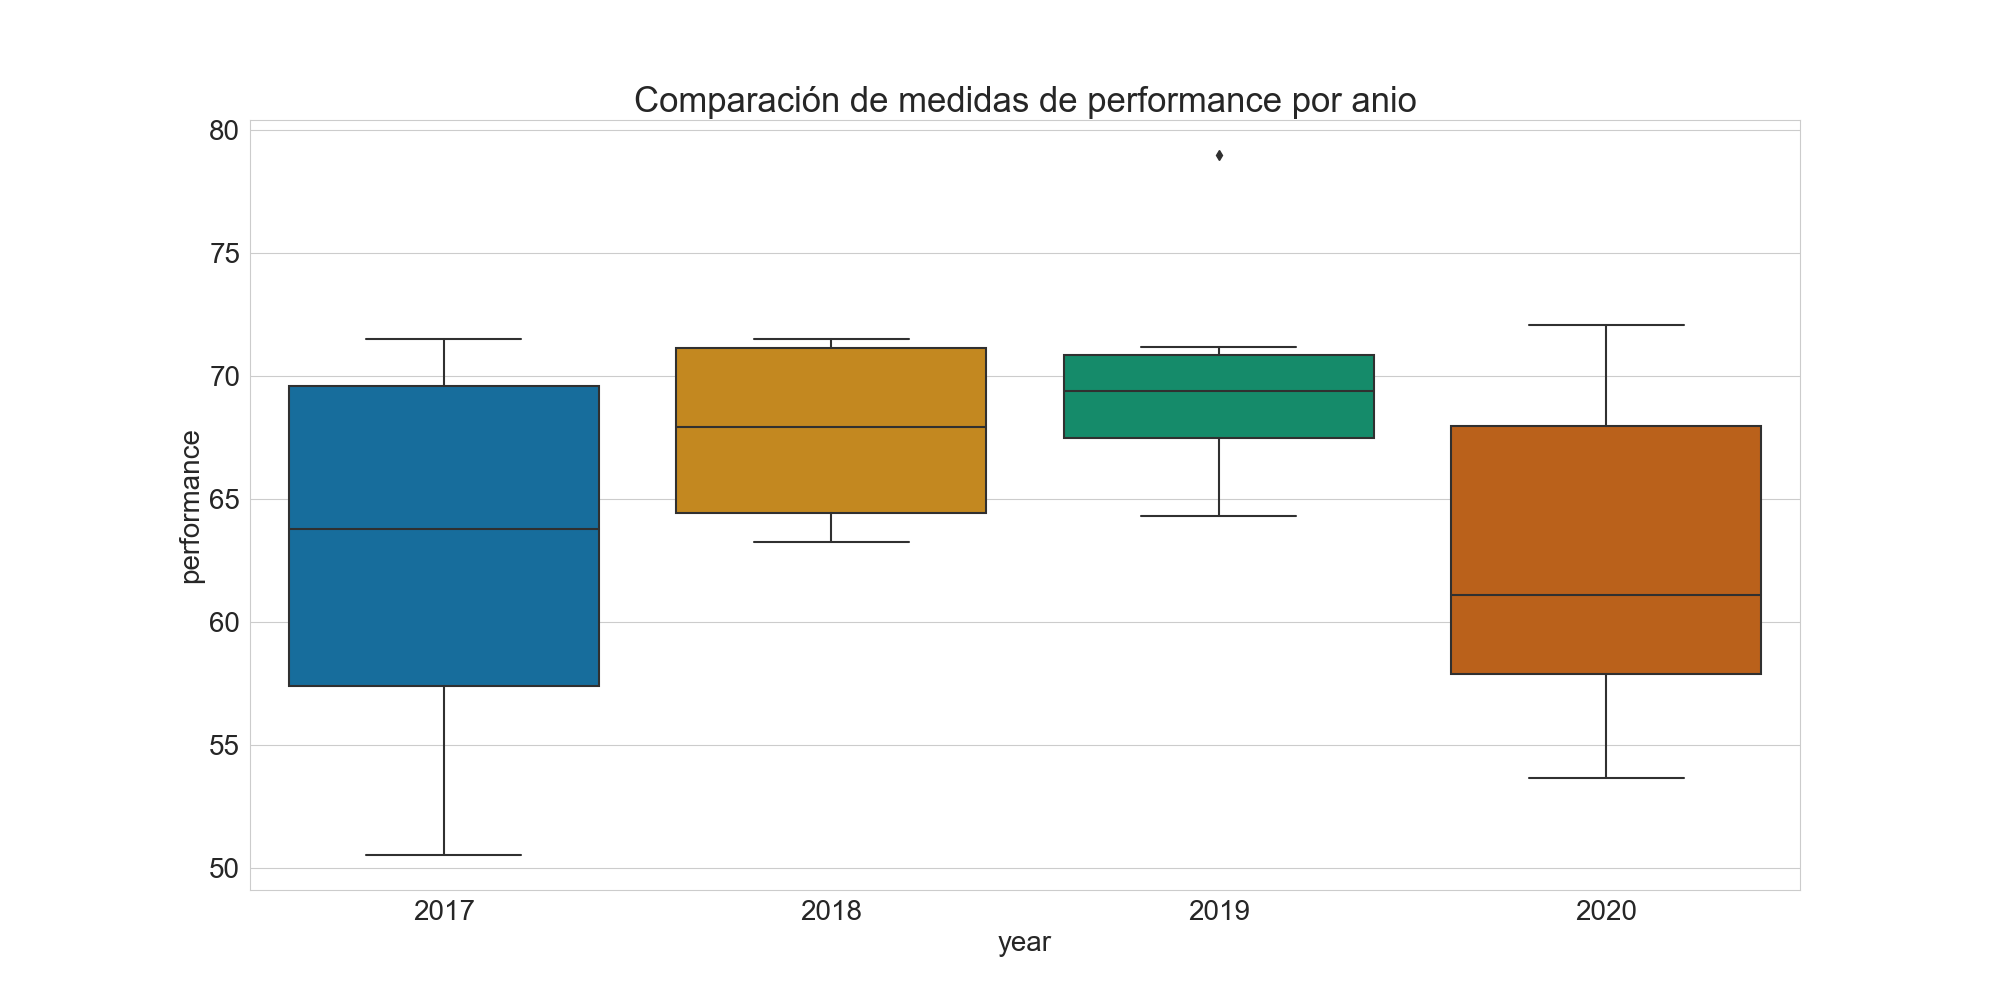 Comparación de medidas de performance por anio
80
75
70
65
60
55
50
performance
2017 2018 2019 2020
year